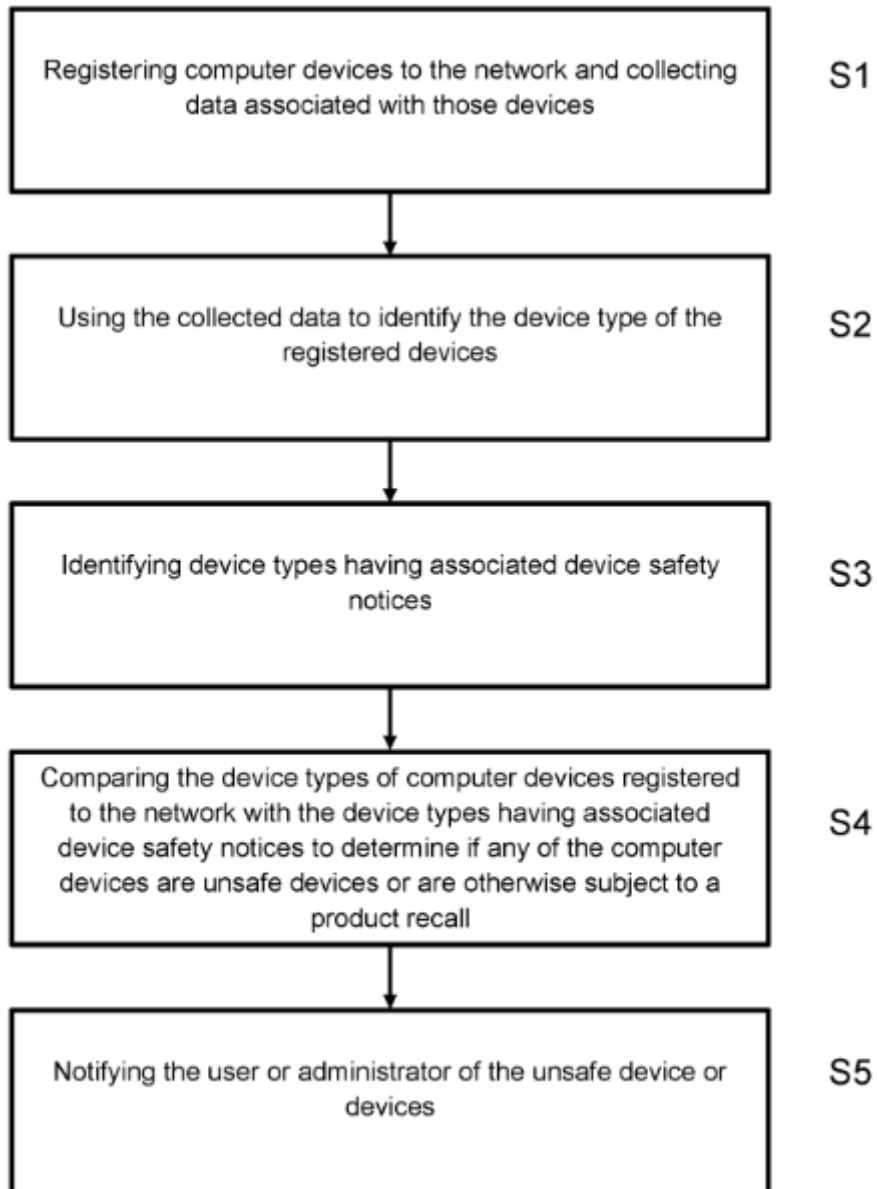 Registering computer devices to the network and collecting
data associated with those devices
S1
Using the collected data to identify the device type of the
registered devices
S2
Identifying device types having associated device safety
notices
S3
Comparing the device types of computer devices registered
to the network with the device types having associated
device safety notices to determine if any of the computer
devices are unsafe devices or are otherwise subject to a
product recall
S4
Notifying the user or administrator of the unsafe device or
devices
S5